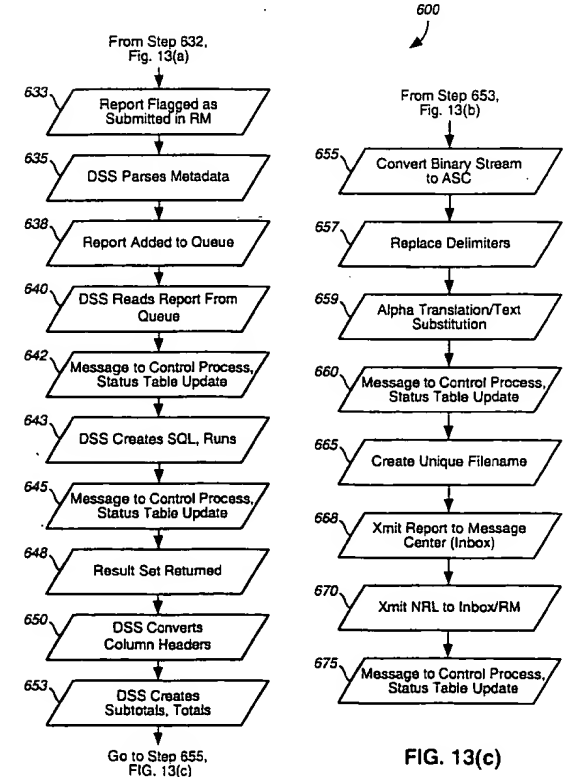 600
From Step 632,
Fig. 13(a)
633
Report Flagged as
Submitted in RM
635
DSS Parses Metadata
638
Report Added to Queue
640
DSS Reads Report From
Queue
642
Message to Control Process,
Status Table Update
643
DSS Creates SQL, Runs
645
Message to Control Process,
Status Table Update
648
Result Set Returned
650
DSS Converts
Column Headers
653
DSS Creates
Subtotals, Totals
Go to Step 655,
FIG. 13(c)
From Step 653,
Fig. 13(b)
655
Convert Binary Stream
to ASC
657
Replace Delimiters
659
Alpha Translation/Text
Substitution
660
Message to Control Process,
Status Table Update
665
Create Unique Filename
668
Xmit Report to Message
Center (Inbox)
670
Xmit NRL to Inbox/RM
675
Message to Control Process,
Status Table Update
FIG. 13(c)